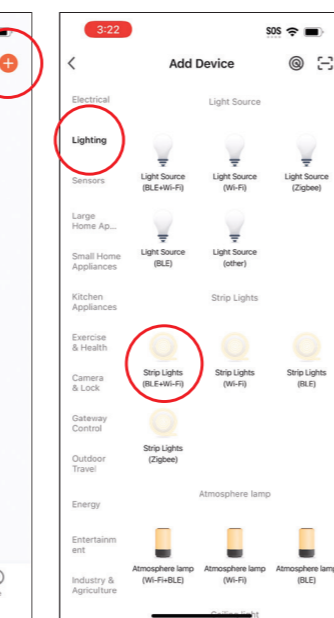 3:22
SOS
Add Device
Electrical
Lighting
Sensors
Large
Home Ap...
Small Home
Appliances
Kitchen
Appliances
Exercise
& Health
Camera
& Lock
Gateway
Control
Outdoor
Travel
Energy
Entertainm
ent
Industry &
Agriculture
Light Source
Light Source
(BLE+Wi-Fi)
Light Source
(Wi-Fi)
Light Source
(Zigbee)
Light Source
(BLE)
Light Source
(other)
Strip Lights
Strip Lights
(BLE+Wi-Fi)
Strip Lights
(Wi-Fi)
Strip Lights
(BLE)
Strip Lights
(Zigbee)
Atmosphere lamp
Atmosphere lamp
(Wi-Fi+BLE)
Atmosphere lamp
(Wi-Fi)
Atmosphere lamp
(BLE)
Ceiling light